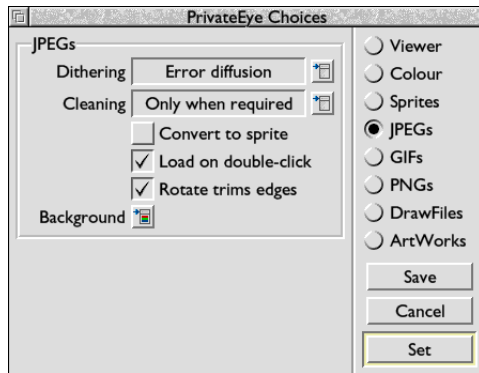 PrivateEye Choices
JPEGs
Dithering Error diffusion
Cleaning Only when required
Convert to sprite
Load on double-click
Rotate trims edges
Background
Viewer
Colour
Sprites
JPEGs
GIFs
PNGs
DrawFiles
ArtWorks
Save
Cancel
Set